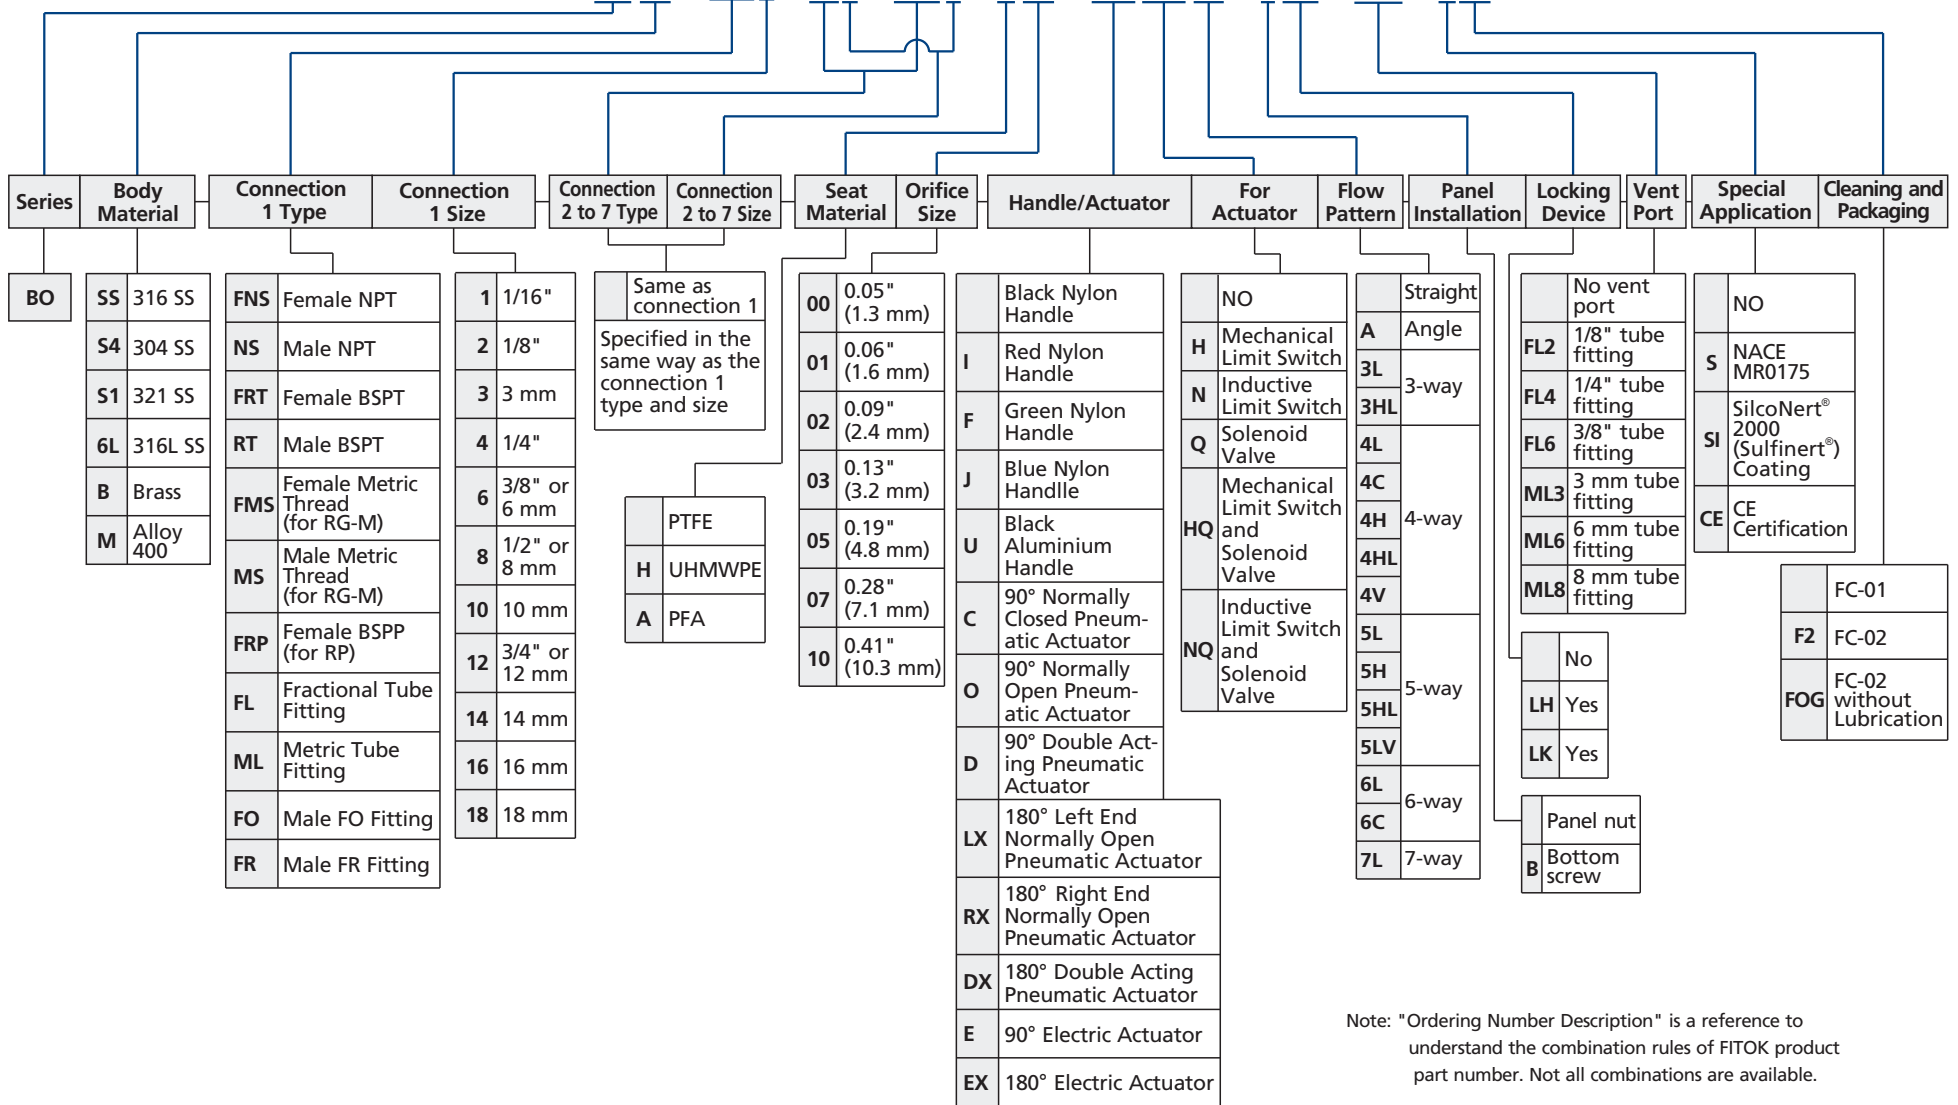 Series
Body
Material
Connection
1 Type
Connection
1 Size
Connection
2 to 7 Type
Connection
2 to 7 Size
Seat
Material
Orifice
Size
Handle/Actuator
For
Actuator
Flow
Pattern
Panel
Installation
Locking
Device
Vent
Port
Special
Application
Cleaning and
Packaging
BO
SS 316 SS
S4 304 SS
S1 321 SS
6L 316L SS
B Brass
M Alloy
400
FNS Female NPT
NS Male NPT
FRT Female BSPT
RT Male BSPT
FMS Female Metric
Thread
(for RG-M)
MS Male Metric
Thread
(for RG-M)
FRP Female BSPP
(for RP)
FL Fractional Tube
Fitting
ML Metric Tube
Fitting
FO Male FO Fitting
FR Male FR Fitting
1 1/16"
2 1/8"
3 3 mm
4 1/4"
6 3/8" or
6 mm
8 1/2" or
8 mm
10 10 mm
12 3/4" or
12 mm
14 14 mm
16 16 mm
18 18 mm
Same as
connection 1
Specified in the
same way as the
connection 1
type and size
PTFE
H UHMWPE
A PFA
00 0.05"
(1.3 mm)
01 0.06"
(1.6 mm)
02 0.09"
(2.4 mm)
03 0.13"
(3.2 mm)
05 0.19"
(4.8 mm)
07 0.28"
(7.1 mm)
10 0.41"
(10.3 mm)
Black Nylon
Handle
I Red Nylon
Handle
F Green Nylon
Handle
J Blue Nylon
Handlle
U Black
Aluminium
Handle
C 90° Normally
Closed Pneum-
atic Actuator
O 90° Normally
Open Pneum-
atic Actuator
D 90° Double Act-
ing Pneumatic
Actuator
LX 180° Left End
Normally Open
Pneumatic Actuator
RX 180° Right End
Normally Open
Pneumatic Actuator
DX 180° Double Acting
Pneumatic Actuator
E 90° Electric Actuator
EX 180° Electric Actuator
NO
H Mechanical
Limit Switch
N Inductive
Limit Switch
Q Solenoid
Valve
HQ Mechanical
Limit Switch
and
Solenoid
Valve
NQ Inductive
Limit Switch
and
Solenoid
Valve
Straight
A Angle
3L
3HL
3-way
4L
4C
4H
4HL
4V
4-way
5L
5H
5HL
5LV
5-way
6L
6C
6-way
7L 7-way
No vent
port
FL2 1/8" tube
fitting
FL4 1/4" tube
fitting
FL6 3/8" tube
fitting
ML3 3 mm tube
fitting
ML6 6 mm tube
fitting
ML8 8 mm tube
fitting
No
LH Yes
LK Yes
Panel nut
B Bottom
screw
NO
S NACE
MR0175
SI SilcoNert®
2000
(Sulfinert®)
Coating
CE CE
Certification
FC-01
F2 FC-02
FOG FC-02
without
Lubrication
Note: "Ordering Number Description" is a reference to
understand the combination rules of FITOK product
part number. Not all combinations are available.